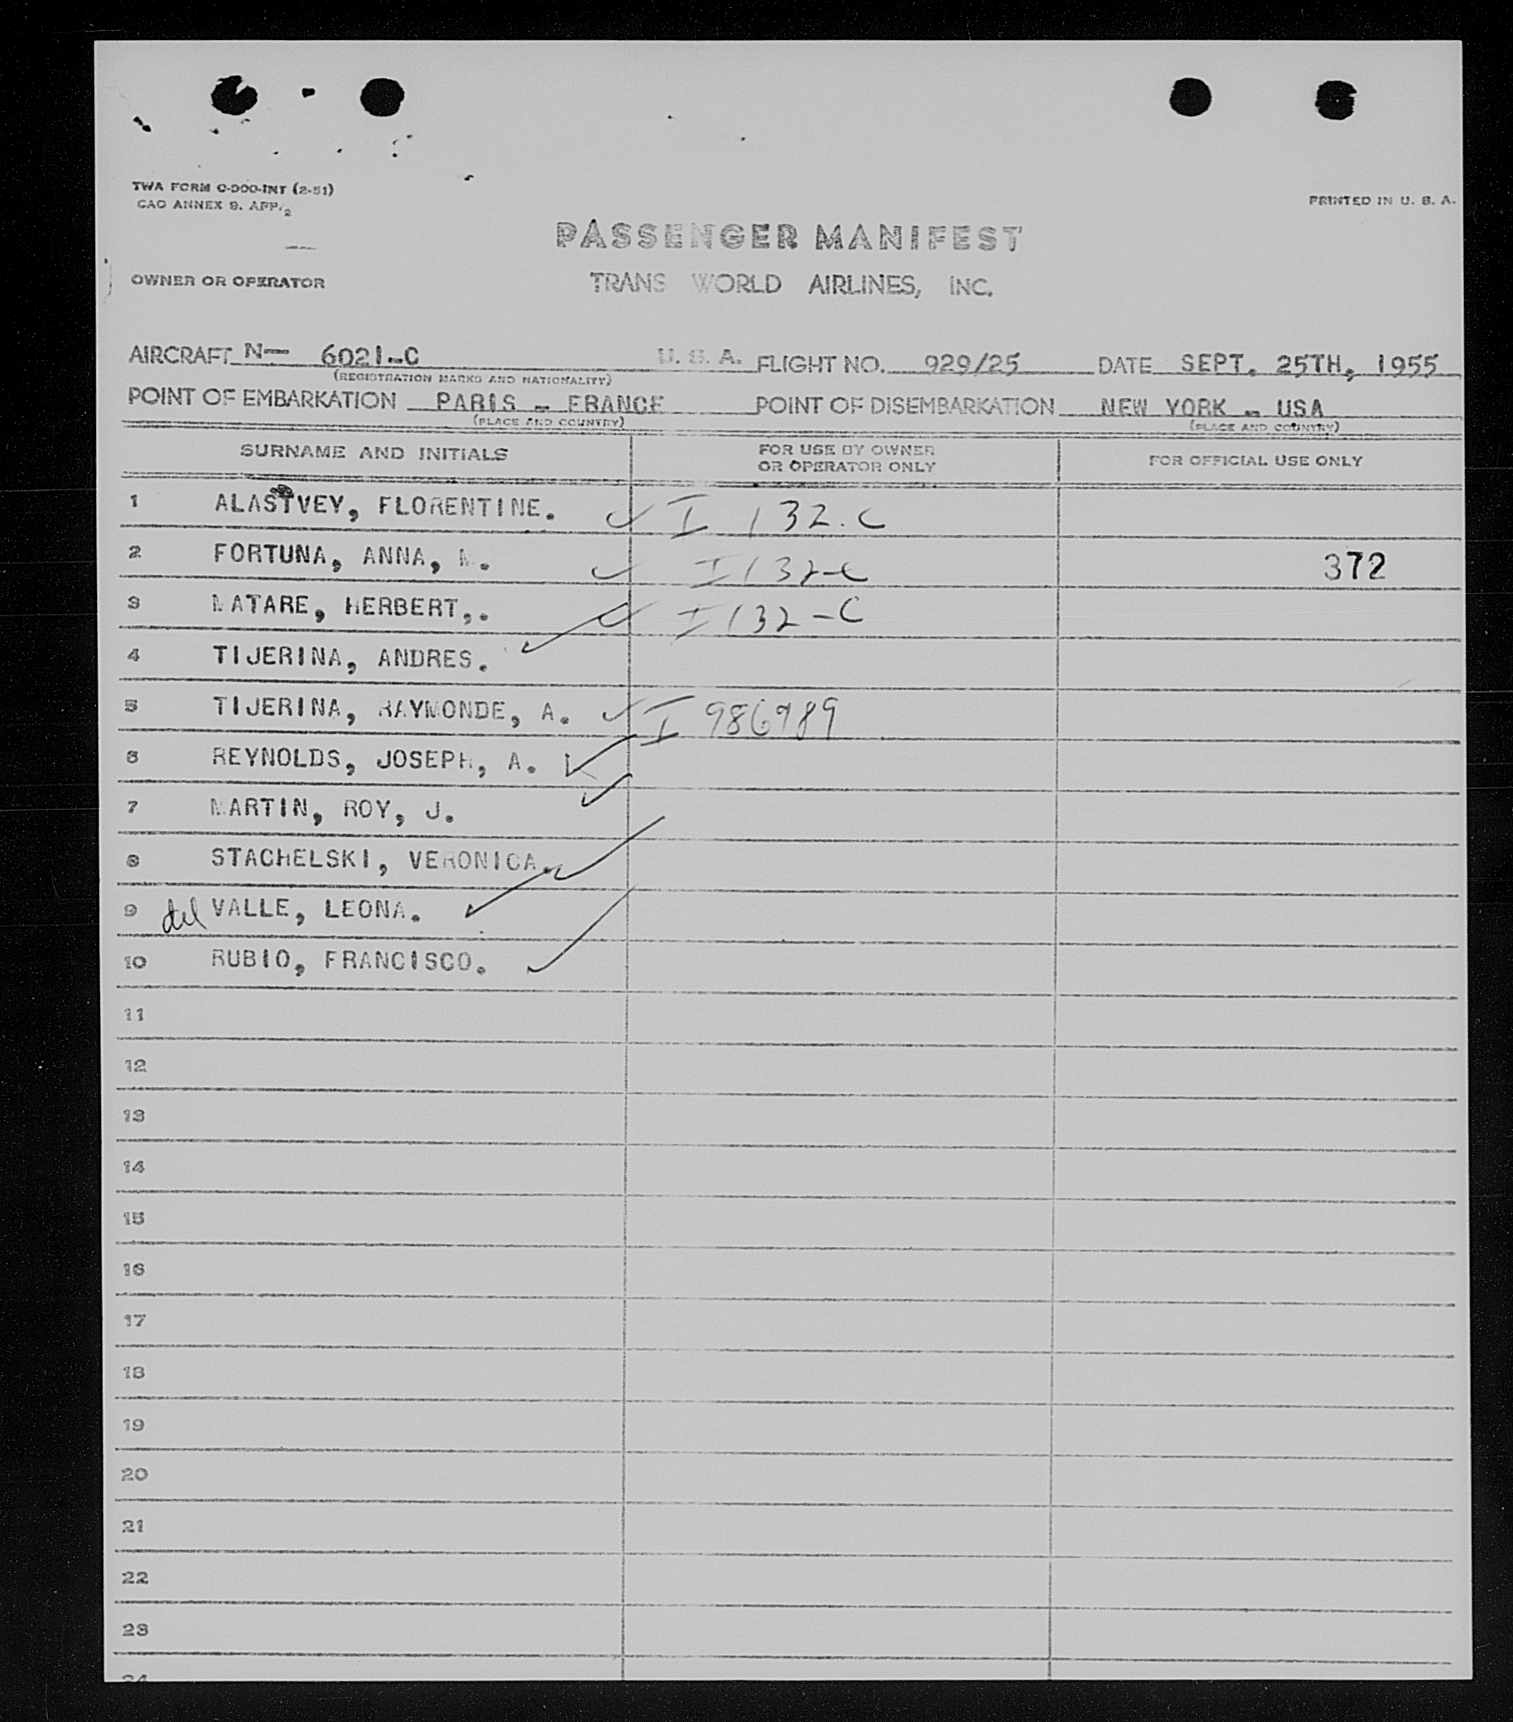 TWA FORM C-300-INT (2-51)
CAO ANNEX 9. APP. 2
PRINTED IN U. S. A.
PASSENGER MANIFEST
OWNER OR OPERATOR TRANS WORLD AIRLINES, INC.
AIRCRAFT N— 6021-C U. S. A. FLIGHT NO. 929/25 DATE SEPT. 25TH, 1955
(REGISTRATION MARKS AND NATIONALITY)
POINT OF EMBARKATION PARIS - FRANCE POINT OF DISEMBARKATION NEW YORK - USA
(PLACE AND COUNTRY) (PLACE AND COUNTRY)
SURNAME AND INITIALS FOR USE BY OWNER OR OPERATOR ONLY FOR OFFICIAL USE ONLY
1 ALASTVEY, FLORENTINE. ✓ I 132.C
2 FORTUNA, ANNA, M. ✓ I 132-C 372
3 MATARE, HERBERT,. ✓ I 132-C
4 TIJERINA, ANDRES. ✓
5 TIJERINA, RAYMONDE, A. ✓ I 986989
6 REYNOLDS, JOSEPH, A. ✓
7 MARTIN, ROY, J. ✓
8 STACHELSKI, VERONICA. ✓
9 del VALLE, LEONA. ✓
10 RUBIO, FRANCISCO. ✓
11
12
13
14
15
16
17
18
19
20
21
22
23
24